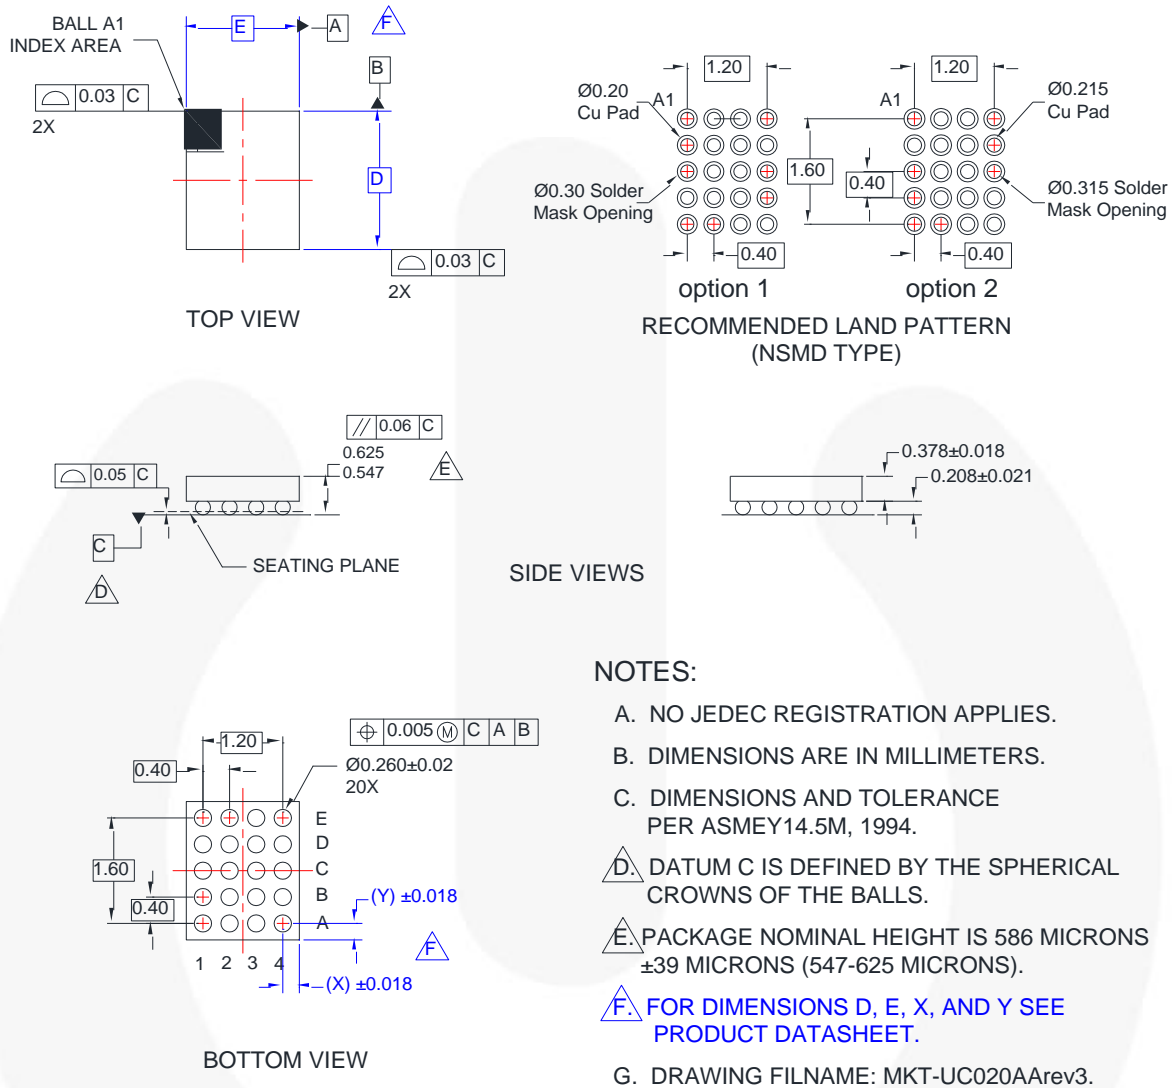 BALL A1
INDEX AREA
E
A
F
B
0.03 C
2X
D
0.03 C
2X
TOP VIEW
1.20
Ø0.20
Cu Pad
A1
Ø0.30 Solder
Mask Opening
1.60
0.40
option 1
1.20
A1
Ø0.215
Cu Pad
0.40
Ø0.315 Solder
Mask Opening
0.40
option 2
RECOMMENDED LAND PATTERN
(NSMD TYPE)
// 0.06 C
0.625
0.547
E
0.05 C
C
D
SEATING PLANE
0.378±0.018
0.208±0.021
SIDE VIEWS
0.005 Ⓜ C A B
1.20
0.40
Ø0.260±0.02
20X
E
D
C
B
A
1.60
0.40
(Y) ±0.018
F
1 2 3 4
(X) ±0.018
BOTTOM VIEW
NOTES:
A. NO JEDEC REGISTRATION APPLIES.
B. DIMENSIONS ARE IN MILLIMETERS.
C. DIMENSIONS AND TOLERANCE
PER ASMEY14.5M, 1994.
D. DATUM C IS DEFINED BY THE SPHERICAL
CROWNS OF THE BALLS.
E. PACKAGE NOMINAL HEIGHT IS 586 MICRONS
±39 MICRONS (547-625 MICRONS).
F. FOR DIMENSIONS D, E, X, AND Y SEE
PRODUCT DATASHEET.
G. DRAWING FILNAME: MKT-UC020AArev3.